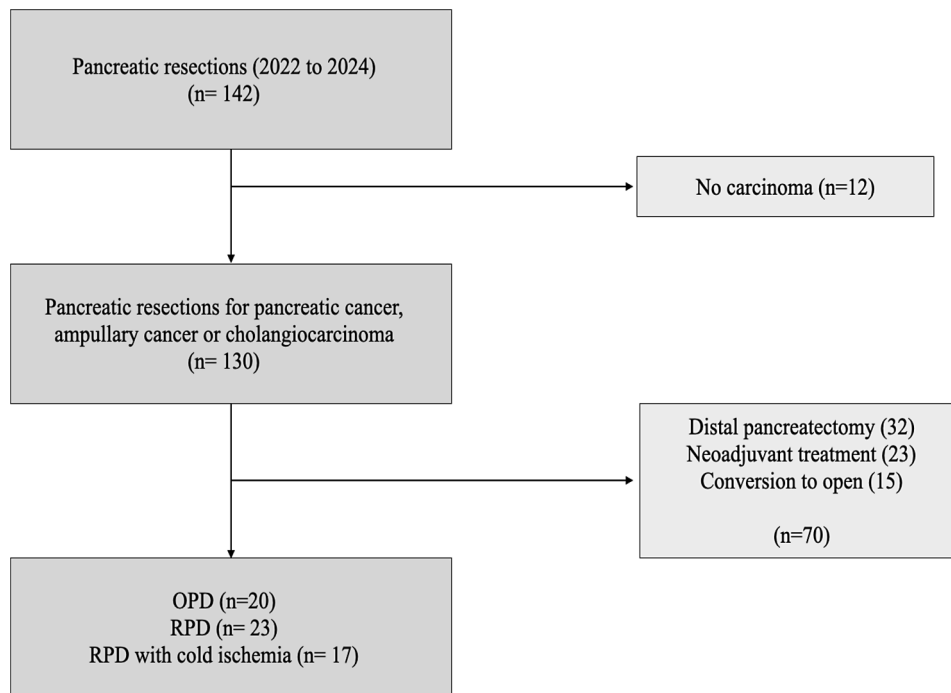 Pancreatic resections (2022 to 2024)
(n= 142)
No carcinoma (n=12)
Pancreatic resections for pancreatic cancer,
ampullary cancer or cholangiocarcinoma
(n= 130)
Distal pancreatectomy (32)
Neoadjuvant treatment (23)
Conversion to open (15)
(n=70)
OPD (n=20)
RPD (n= 23)
RPD with cold ischemia (n= 17)